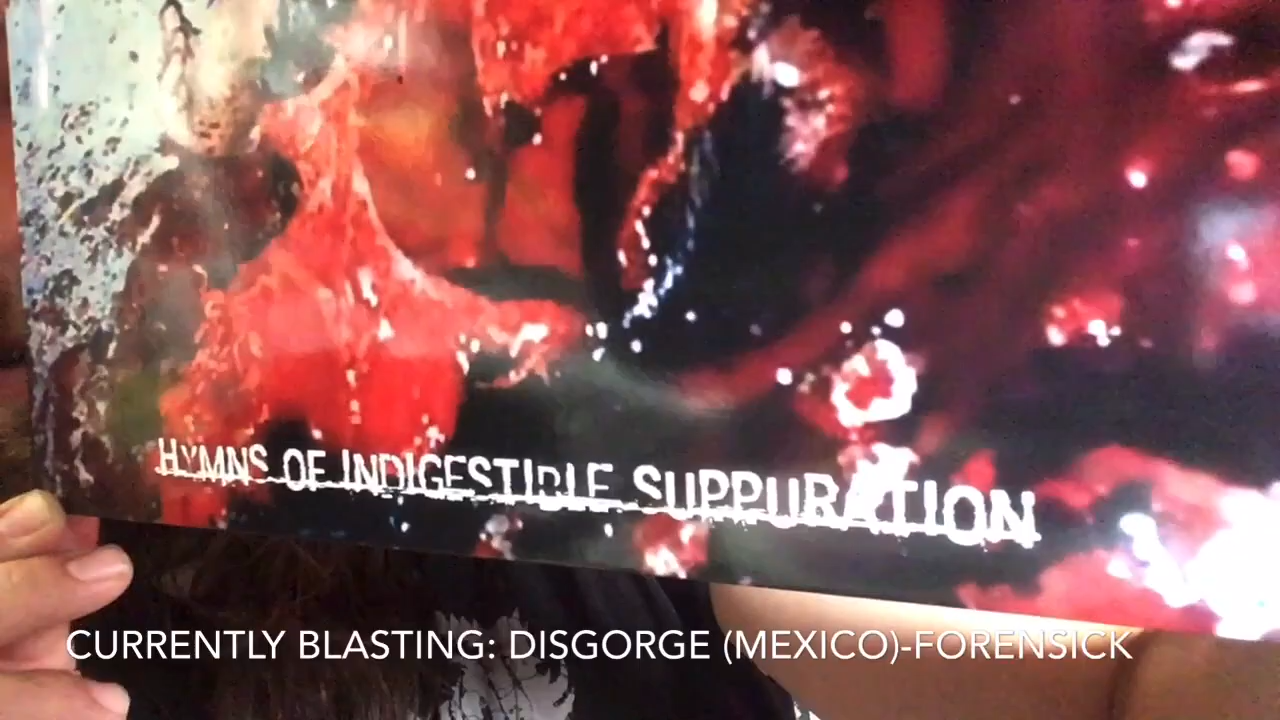 HYMNS OF INDIGESTIBLE SUPPURATION
CURRENTLY BLASTING: DISGORGE (MEXICO)-FORENSICK